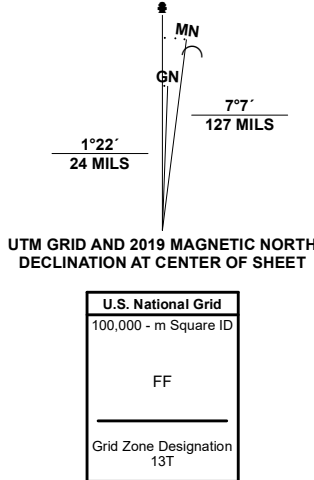 MN
GN
7°7´
127 MILS
1°22´
24 MILS
UTM GRID AND 2019 MAGNETIC NORTH
DECLINATION AT CENTER OF SHEET
U.S. National Grid
100,000 - m Square ID
FF
Grid Zone Designation
13T